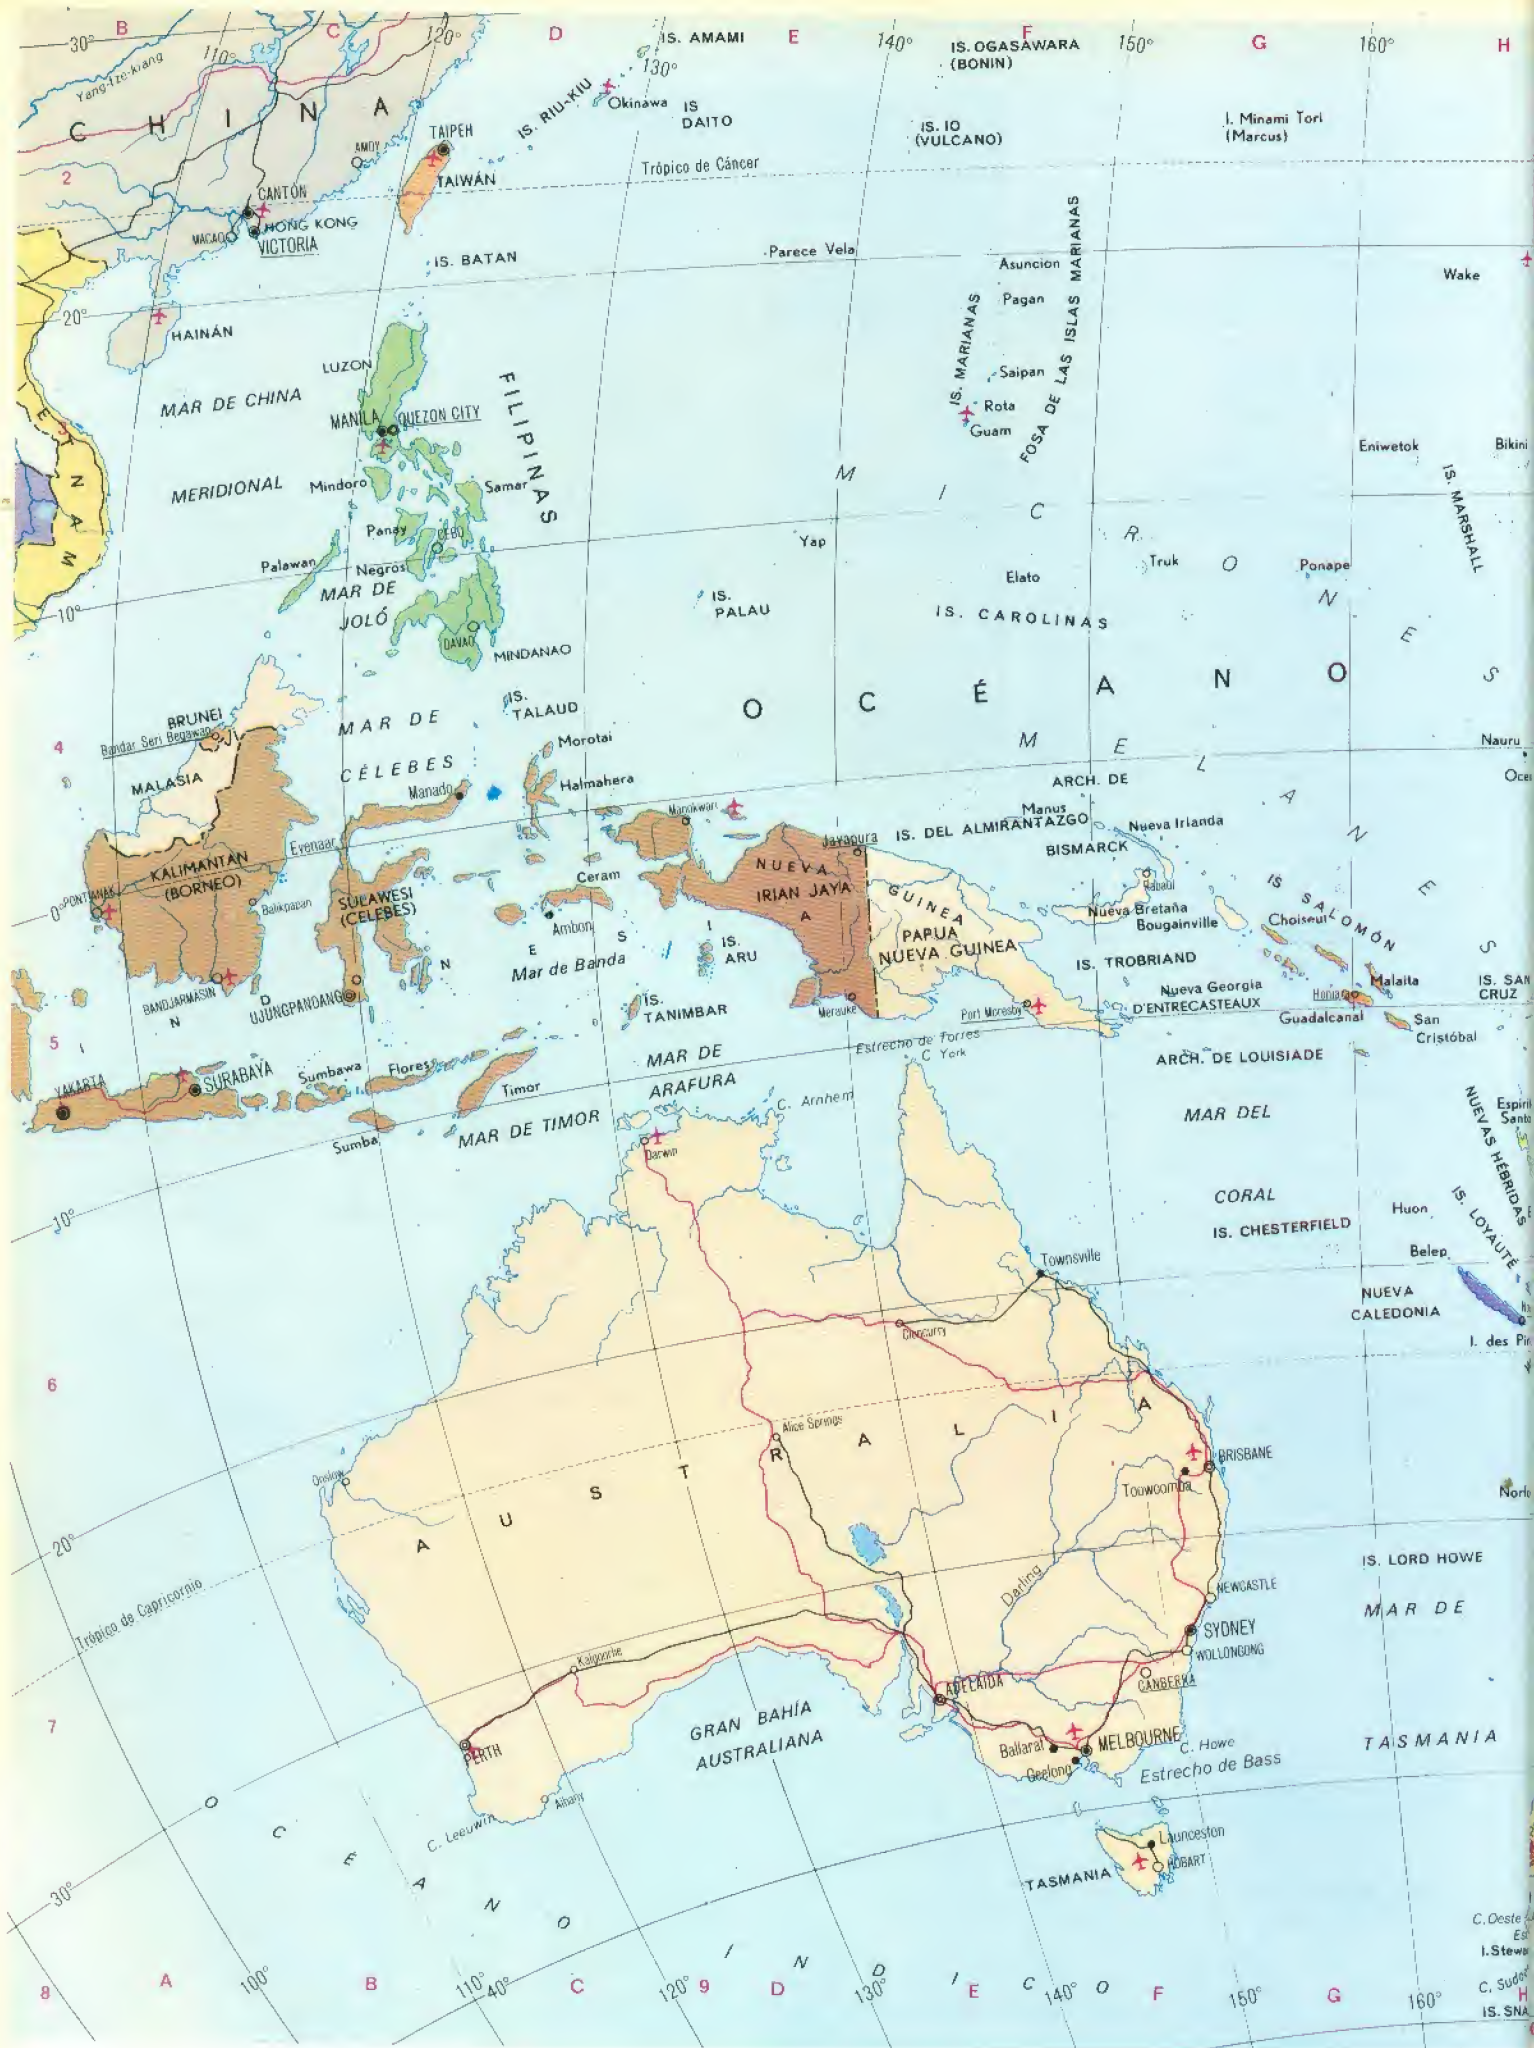 B
C
D
E
F
G
H
30°
110°
120°
130°
140°
150°
160°
IS. AMAMI
IS. OGASAWARA
(BONIN)
Yang-tze-kiang
CHINA
IS. RIU-KIU
Okinawa
IS
DAITO
IS. IO
(VULCANO)
I. Minami Tori
(Marcus)
TAIPEH
AMOY
2
Trópico de Cáncer
TAIWÁN
CANTÓN
HONG KONG
MACAO
VICTORIA
IS. BATAN
Parece Vela
Asuncion
Pagan
Wake
20°
HAINÁN
LUZON
IS. MARIANAS
FOSA DE LAS ISLAS MARIANAS
Saipan
Rota
Guam
MAR DE CHINA
MERIDIONAL
MANILA
QUEZON CITY
FILIPINAS
3
E
NAM
Eniwetok
Bikini
IS. MARSHALL
Mindoro
Samar
Panay
CEBÚ
Palawan
Negros
MAR DE
JOLÓ
Yap
MICRONESIA
Truk
Ponape
Elato
IS. CAROLINAS
IS.
PALAU
10°
DAVAO
MINDANAO
OCÉANO
IS.
TALAUD
BRUNEI
Bandar Seri Begawan
MAR DE
CÉLEBES
Morotai
4
MALASIA
Manado
Halmahera
MELANES
Nauru
ARCH. DE
Manus
IS. DEL ALMIRANTAZGO
BISMARCK
Nueva Irlanda
Manokwari
Jayapura
Evenaar
KALIMANTAN
(BORNEO)
Balikpapan
SULAWESI
(CELEBES)
Ceram
Ambon
NUEVA
IRIAN JAYA
A
GUINEA
PAPUA
NUEVA GUINEA
Rabaul
Nueva Bretaña
Bougainville
IS. SALOMÓN
Choiseul
0°
PONTIANAK
BANDJARMASIN
UJUNGPANDANG
INDONESI
Mar de Banda
IS.
ARU
IS. TROBRIAND
Nueva Georgia
D'ENTRECASTEAUX
Honiara
Malaita
IS. SAN
CRUZ
Guadalcanal
San
Cristóbal
IS.
TANIMBAR
Merauke
Port Moresby
Estrecho de Torres
C. York
ARCH. DE LOUISIADE
5
YAKARTA
SURABAYA
Sumbawa
Flores
Timor
Sumba
MAR DE
ARAFURA
MAR DE TIMOR
C. Arnhem
MAR DEL
CORAL
NUEVAS HÉBRIDAS
Darwin
10°
IS. CHESTERFIELD
Huon
Belep
IS. LOYAUTÉ
NUEVA
CALEDONIA
Townsville
Cloncurry
6
Alice Springs
AUSTRALIA
Onslow
BRISBANE
Toowoomba
20°
Trópico de Capricornio
IS. LORD HOWE
MAR DE
TASMANIA
Darling
NEWCASTLE
SYDNEY
WOLLONGONG
CANBERRA
Kalgoorlie
ADELAIDA
7
PERTH
GRAN BAHÍA
AUSTRALIANA
Ballarat
MELBOURNE
Geelong
C. Howe
Estrecho de Bass
Albany
C. Leeuwin
Launceston
HOBART
TASMANIA
30°
OCEANO INDICO
C. Oeste
I. Stewa
IS. SNA
8
A
100°
B
110°
40°
C
120°
9
D
130°
E
140°
F
150°
G
160°
H